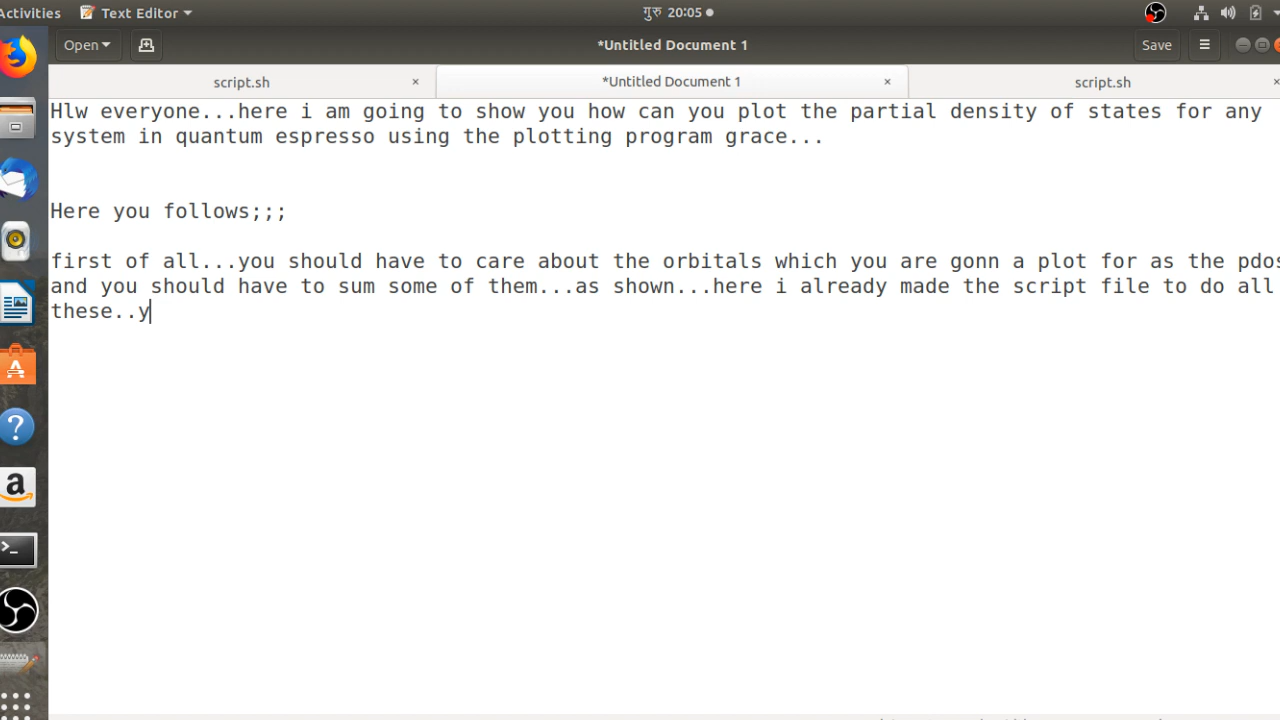 Activities Text Editor गुरु 20:05
Open *Untitled Document 1 Save
script.sh × *Untitled Document 1 × script.sh ×
Hlw everyone...here i am going to show you how can you plot the partial density of states for any
system in quantum espresso using the plotting program grace...
Here you follows;;;
first of all...you should have to care about the orbitals which you are gonn a plot for as the pdos
and you should have to sum some of them...as shown...here i already made the script file to do all
these..y